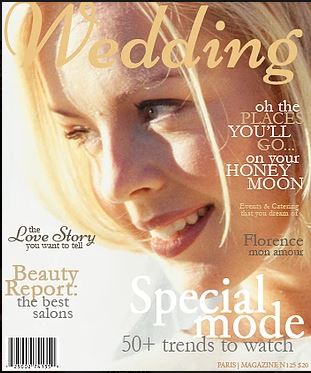 Wedding
oh the
PLACES
YOU'LL
GO...
on your
HONEY
MOON
Events & Catering
that you dream of
the
Love Story
you want to tell
Florence
mon amour
Beauty
Report:
the best
salons
Special
mode
50+ trends to watch
PARIS | MAGAZINE N 125 $20